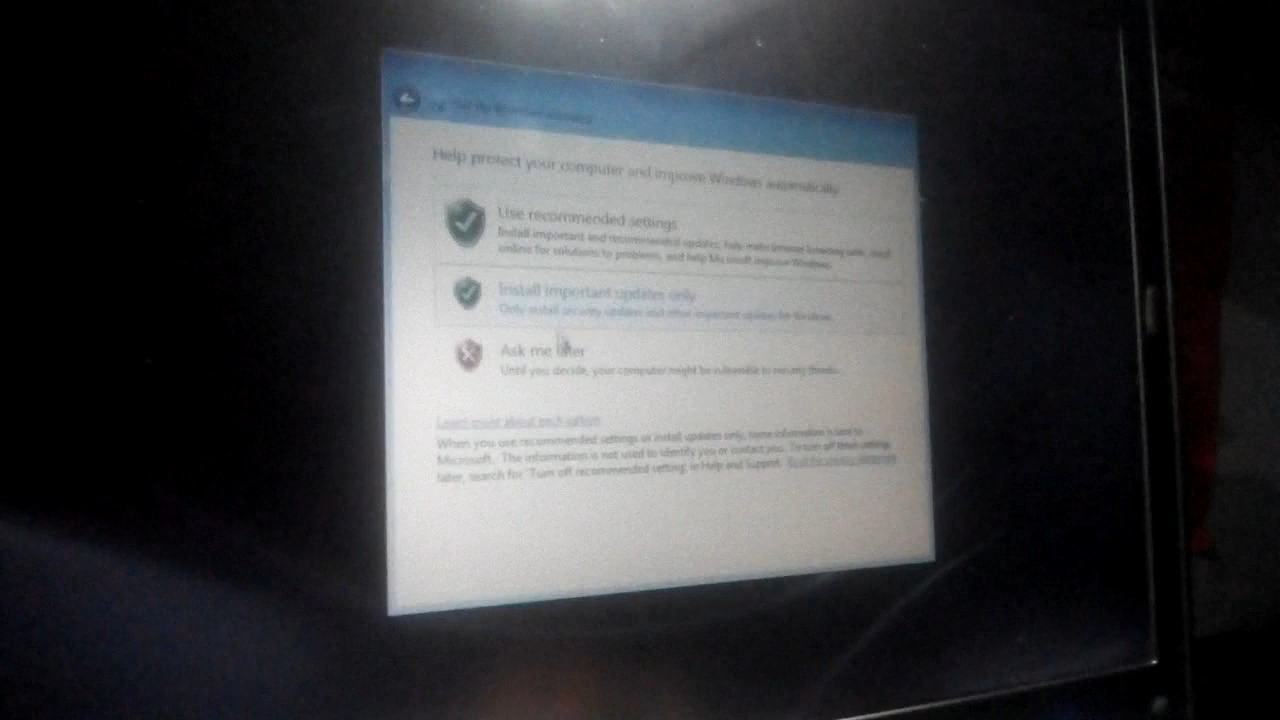 Help protect your computer and improve Windows automatically
Use recommended settings
Install important and recommended updates, help make Internet browsing safer, check
online for solutions to problems, and help Microsoft improve Windows.
Install important updates only
Only install security updates and other important updates for Windows.
Ask me later
Until you decide, your computer might be vulnerable to security threats.
Learn more about each option
When you use recommended settings or install updates only, some information is sent to
Microsoft. The information is not used to identify you or contact you. To turn off these settings
later, search for "Turn off recommended settings" in Help and Support.